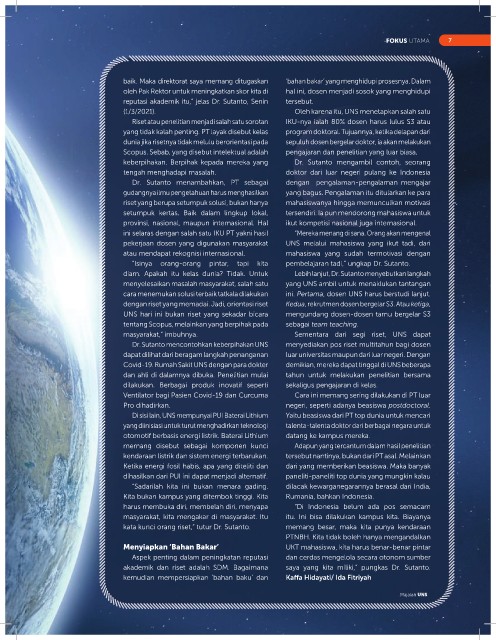 FOKUS UTAMA 7
baik. Maka direktorat saya memang ditugaskan
oleh Pak Rektor untuk meningkatkan skor kita di
reputasi akademik itu," jelas Dr. Sutanto, Senin
(1/3/2021).
Riset atau penelitian menjadi salah satu sorotan
yang tidak kalah penting. PT layak disebut kelas
dunia jika risetnya tidak melulu berorientasi pada
Scopus. Sebab, yang disebut intelektual adalah
keberpihakan. Berpihak kepada mereka yang
tengah menghadapi masalah.
Dr. Sutanto menambahkan, PT sebagai
gudangnya ilmu pengetahuan harus menghasilkan
riset yang berupa setumpuk solusi, bukan hanya
setumpuk kertas. Baik dalam lingkup lokal,
provinsi, nasional, maupun internasional. Hal
ini selaras dengan salah satu IKU PT yakni hasil
pekerjaan dosen yang digunakan masyarakat
atau mendapat rekognisi internasional.
"Isinya orang-orang pintar, tapi kita
diam. Apakah itu kelas dunia? Tidak. Untuk
menyelesaikan masalah masyarakat, salah satu
cara menemukan solusi terbaik tatkala dilakukan
dengan riset yang memadai. Jadi, orientasi riset
UNS hari ini bukan riset yang sekadar bicara
tentang Scopus, melainkan yang berpihak pada
masyarakat," imbuhnya.
Dr. Sutanto mencontohkan keberpihakan UNS
dapat dilihat dari beragam langkah penanganan
Covid-19. Rumah Sakit UNS dengan para dokter
dan ahli di dalamnya dibuka. Penelitian mulai
dilakukan. Berbagai produk inovatif seperti
Ventilator bagi Pasien Covid-19 dan Curcuma
Pro dihadirkan.
Di sisi lain, UNS mempunyai PUI Baterai Lithium
yang diinisiasi untuk turut menghadirkan teknologi
otomotif berbasis energi listrik. Baterai Lithium
memang disebut sebagai komponen kunci
kendaraan listrik dan sistem energi terbarukan.
Ketika energi fosil habis, apa yang diteliti dan
dihasilkan dari PUI ini dapat menjadi alternatif.
"Sadarilah kita ini bukan menara gading.
Kita bukan kampus yang ditembok tinggi. Kita
harus membuka diri, membelah diri, menyapa
masyarakat, kita mengakar di masyarakat. Itu
kata kunci orang riset," tutur Dr. Sutanto.
Menyiapkan 'Bahan Bakar'
Aspek penting dalam peningkatan reputasi
akademik dan riset adalah SDM. Bagaimana
kemudian mempersiapkan 'bahan baku' dan
'bahan bakar' yang menghidupi prosesnya. Dalam
hal ini, dosen menjadi sosok yang menghidupi
tersebut.
Oleh karena itu, UNS menetapkan salah satu
IKU-nya ialah 80% dosen harus lulus S3 atau
program doktoral. Tujuannya, ketika delapan dari
sepuluh dosen bergelar doktor, ia akan melakukan
pengajaran dan penelitian yang luar biasa.
Dr. Sutanto mengambil contoh, seorang
doktor dari luar negeri pulang ke Indonesia
dengan pengalaman-pengalaman mengajar
yang bagus. Pengalaman itu ditularkan ke para
mahasiswanya hingga memunculkan motivasi
tersendiri. Ia pun mendorong mahasiswa untuk
ikut kompetisi nasional juga internasional.
"Mereka menang di sana. Orang akan mengenal
UNS melalui mahasiswa yang ikut tadi, dari
mahasiswa yang sudah termotivasi dengan
pembelajaran tadi," ungkap Dr. Sutanto.
Lebih lanjut, Dr. Sutanto menyebutkan langkah
yang UNS ambil untuk menaklukan tantangan
ini. Pertama, dosen UNS harus berstudi lanjut.
Kedua, rekrutmen dosen bergelar S3. Atau ketiga,
mengundang dosen-dosen tamu bergelar S3
sebagai team teaching.
Sementara dari segi riset, UNS dapat
menyediakan pos riset multitahun bagi dosen
luar universitas maupun dari luar negeri. Dengan
demikian, mereka dapat tinggal di UNS beberapa
tahun untuk melakukan penelitian bersama
sekaligus pengajaran di kelas.
Cara ini memang sering dilakukan di PT luar
negeri, seperti adanya beasiswa postdoctoral.
Yaitu beasiswa dari PT top dunia untuk mencari
talenta-talenta doktor dari berbagai negara untuk
datang ke kampus mereka.
Adapun yang tercantum dalam hasil penelitian
tersebut nantinya, bukan dari PT asal. Melainkan
dari yang memberikan beasiswa. Maka banyak
peneliti-peneliti top dunia yang mungkin kalau
dilacak kewarganegarannya berasal dari India,
Rumania, bahkan Indonesia.
"Di Indonesia belum ada pos semacam
itu. Ini bisa dilakukan kampus kita. Biayanya
memang besar, maka kita punya kendaraan
PTNBH. Kita tidak boleh hanya mengandalkan
UKT mahasiswa, kita harus benar-benar pintar
dan cerdas mengelola secara otonom sumber
saya yang kita miliki," pungkas Dr. Sutanto.
Kaffa Hidayati/ Ida Fitriyah
Majalah UNS